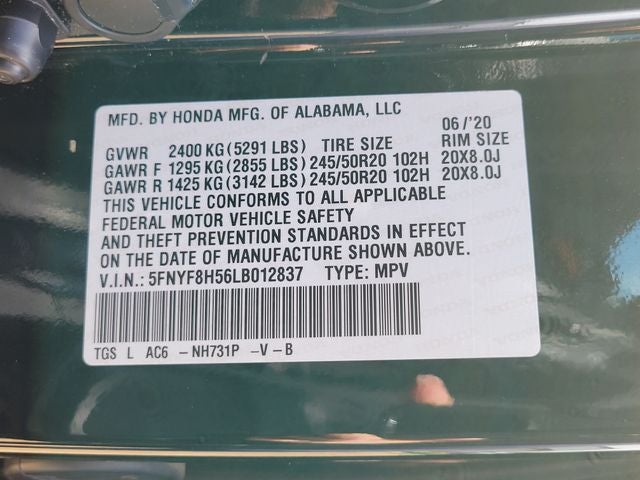 MFD. BY HONDA MFG. OF ALABAMA, LLC
06/'20
GVWR 2400 KG (5291 LBS) TIRE SIZE RIM SIZE
GAWR F 1295 KG (2855 LBS) 245/50R20 102H 20X8.0J
GAWR R 1425 KG (3142 LBS) 245/50R20 102H 20X8.0J
THIS VEHICLE CONFORMS TO ALL APPLICABLE
FEDERAL MOTOR VEHICLE SAFETY
AND THEFT PREVENTION STANDARDS IN EFFECT
ON THE DATE OF MANUFACTURE SHOWN ABOVE.
V.I.N.: 5FNYF8H56LB012837 TYPE: MPV
TGS L AC6 -NH731P -V-B